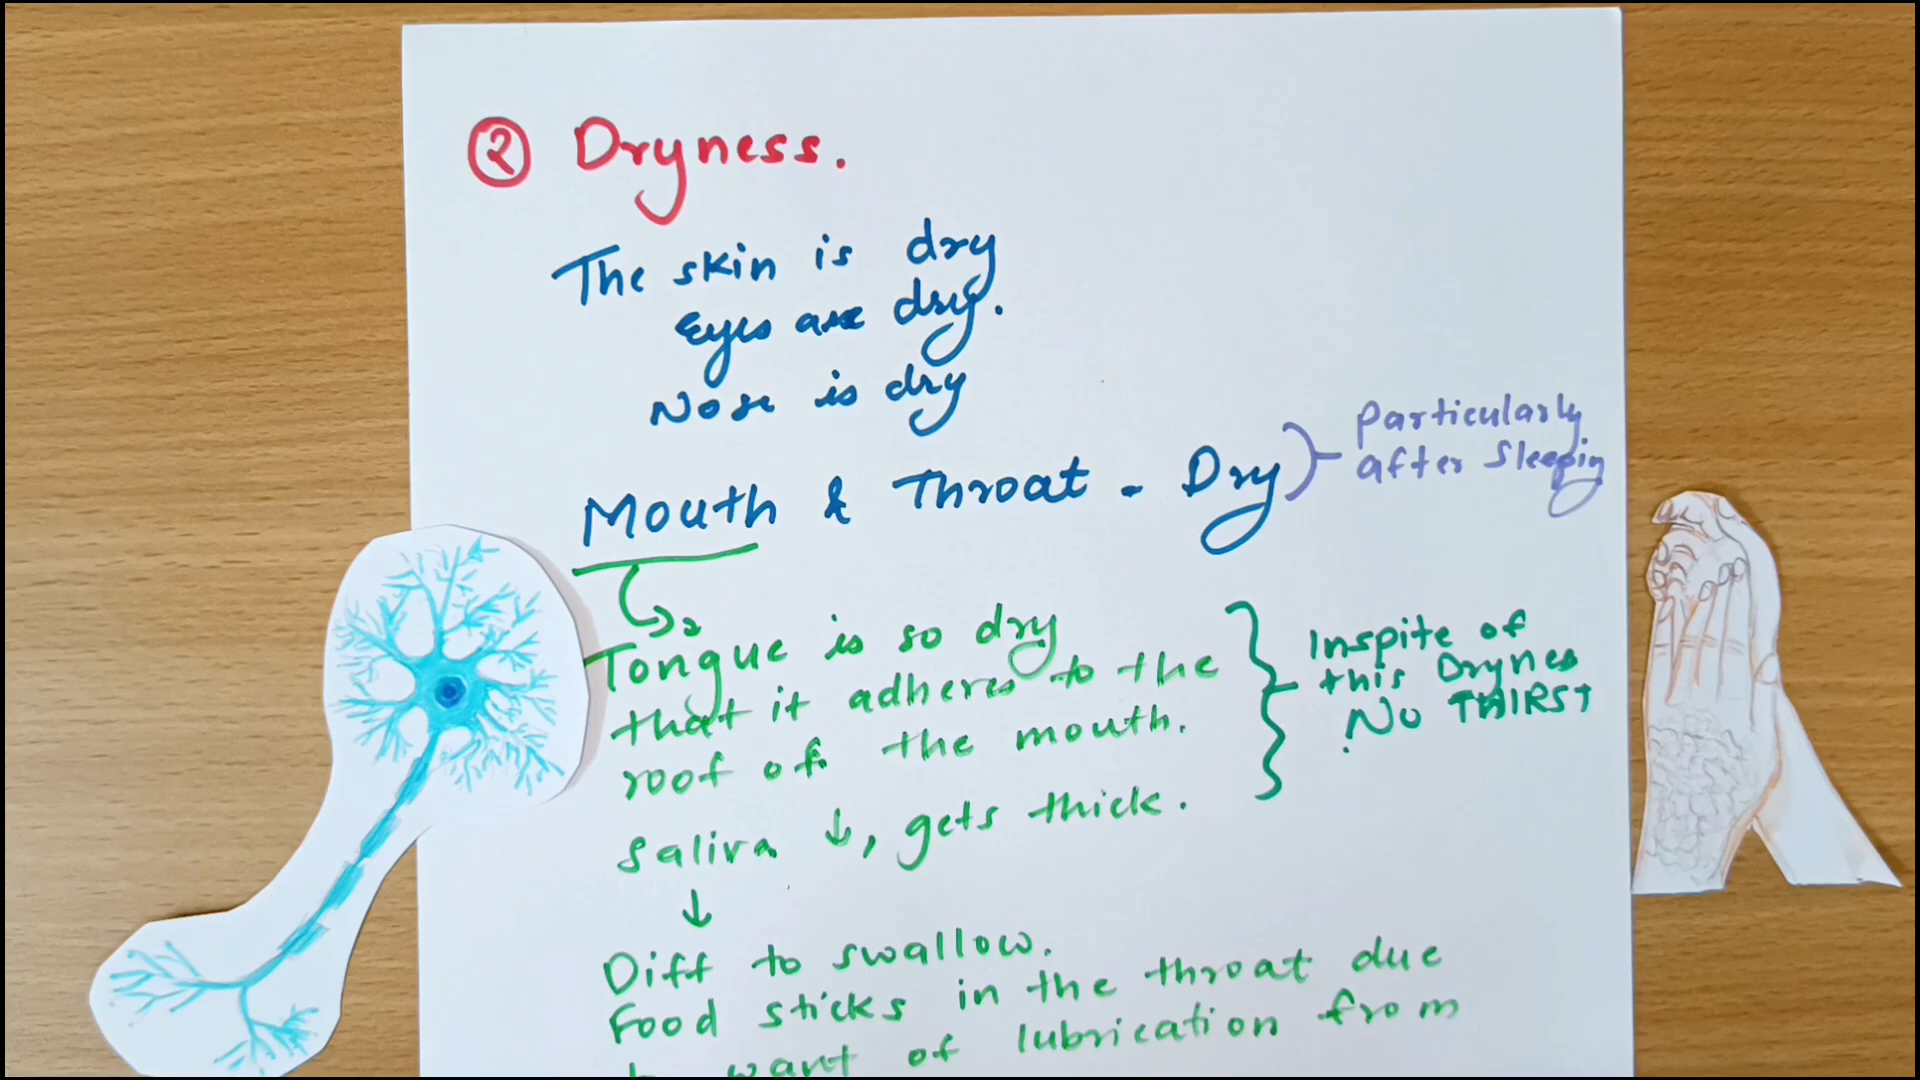 ② Dryness.
The skin is dry
Eyes are dry.
Nose is dry
Mouth & Throat - Dry
Particularly
after Sleeping
Tongue is so dry
that it adheres to the
roof of the mouth.
Inspite of
this Drynes
No THIRST
Saliva ↓, gets thick.
↓
Diff to swallow.
Food sticks in the throat due
want of lubrication from